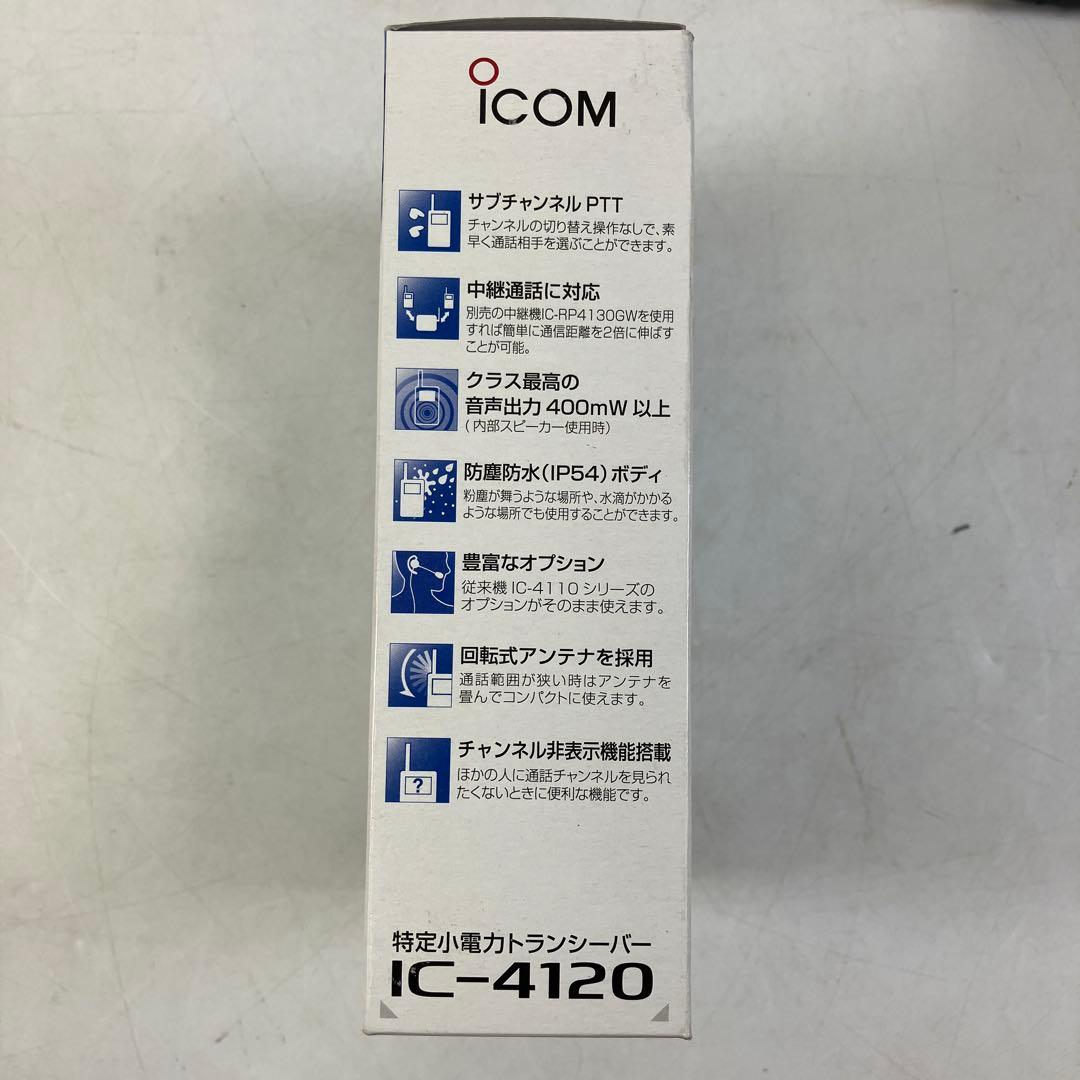 iCOM
サブチャンネル PTT
チャンネルの切り替え操作なしで、素
早く通話相手を選ぶことができます。
中継通話に対応
別売の中継機IC-RP4130GWを使用
すれば簡単に通信距離を2倍に伸ばす
ことが可能。
クラス最高の
音声出力 400mW 以上
(内部スピーカー使用時)
防塵防水(IP54)ボディ
粉塵が舞うような場所や、水滴がかかる
ような場所でも使用することができます。
豊富なオプション
従来機 IC-4110 シリーズの
オプションがそのまま使えます。
回転式アンテナを採用
通話範囲が狭い時はアンテナを
畳んでコンパクトに使えます。
?
チャンネル非表示機能搭載
ほかの人に通話チャンネルを見られ
たくないときに便利な機能です。
特定小電力トランシーバー
IC-4120